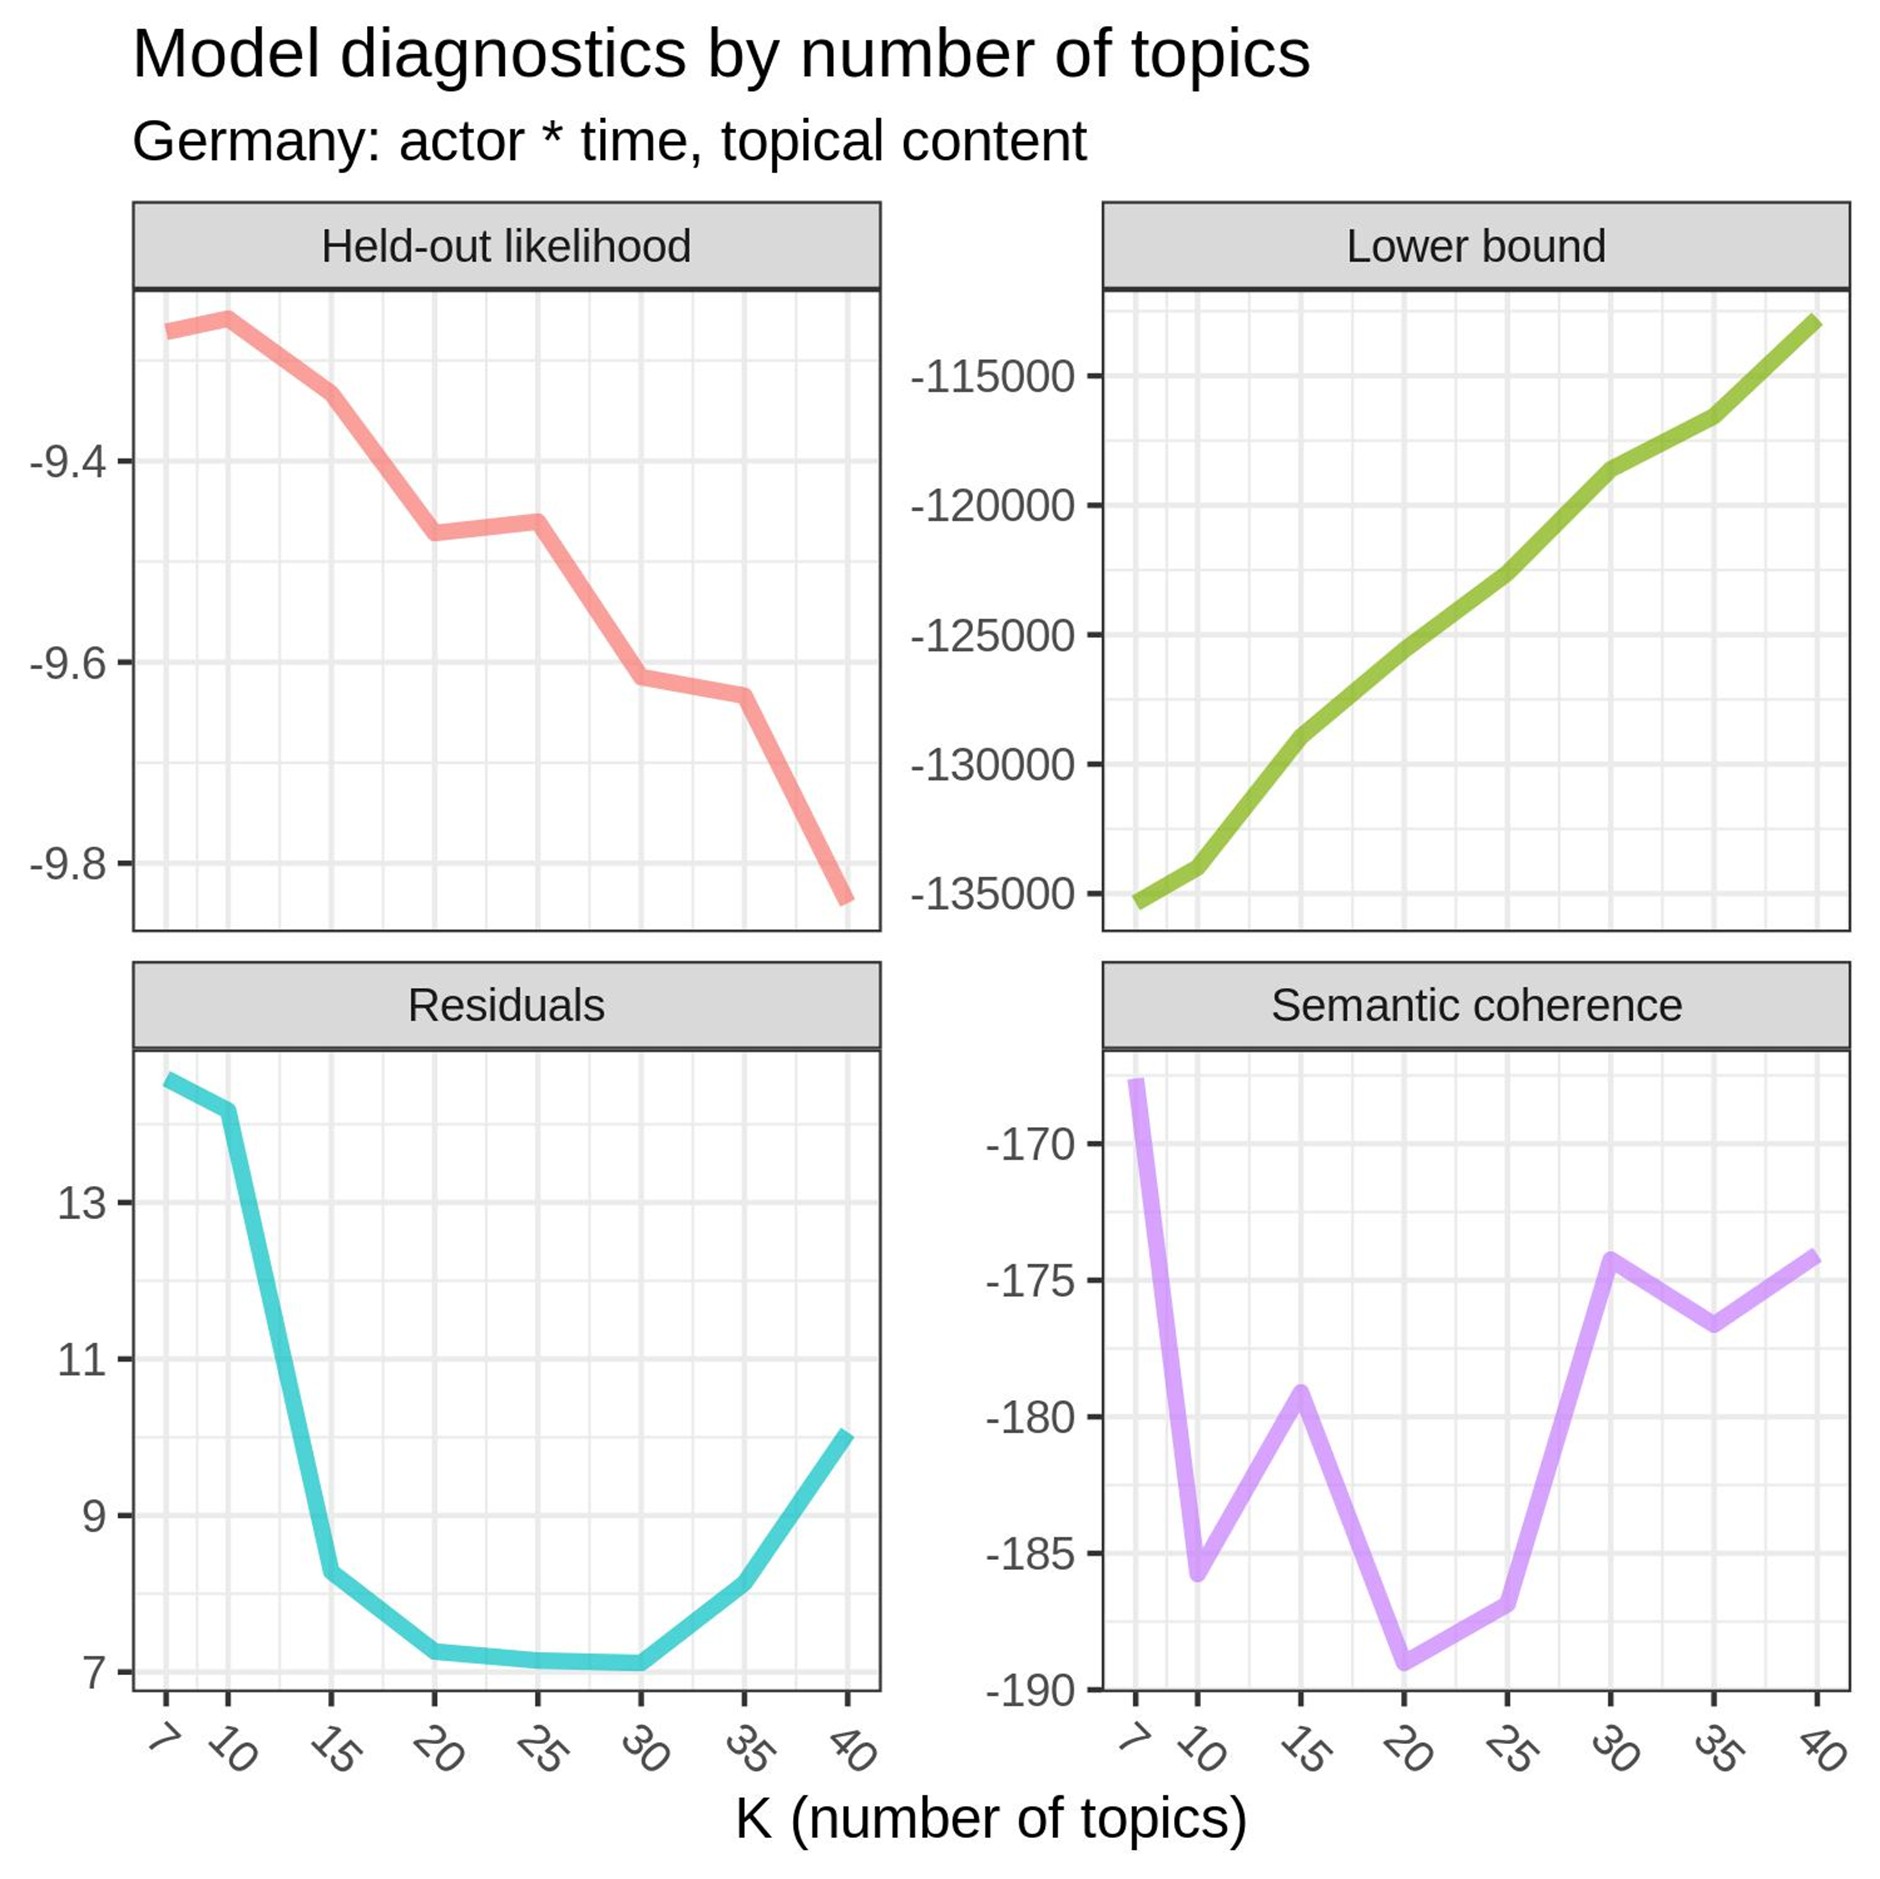 Model diagnostics by number of topics
Germany: actor * time, topical content
Held-out likelihood
-9.4
-9.6
-9.8
Lower bound
-115000
-120000
-125000
-130000
-135000
Residuals
13
11
9
7
7 10 15 20 25 30 35 40
Semantic coherence
-170
-175
-180
-185
-190
7 10 15 20 25 30 35 40
K (number of topics)